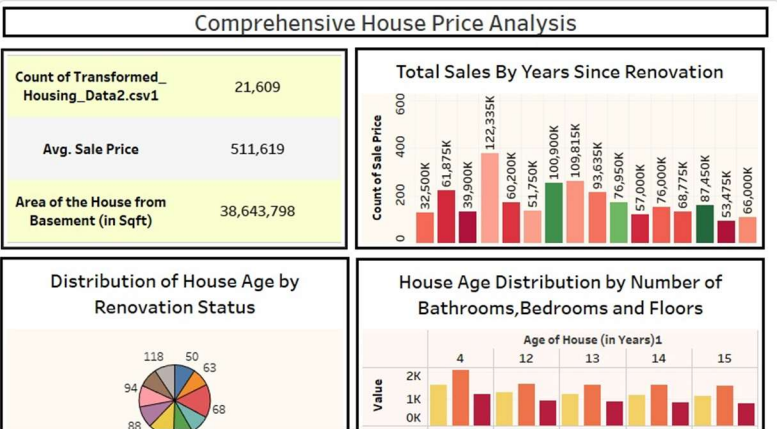 Comprehensive House Price Analysis
Count of Transformed_
Housing_Data2.csv1
21,609
Avg. Sale Price
511,619
Area of the House from
Basement (in Sqft)
38,643,798
Total Sales By Years Since Renovation
Count of Sale Price
600
400
200
0
32,500K
61,875K
39,900K
122,335K
60,200K
51,750K
100,900K
109,815K
93,635K
76,950K
57,000K
76,000K
68,775K
87,450K
53,475K
66,000K
Distribution of House Age by
Renovation Status
118
50
63
94
68
88
House Age Distribution by Number of
Bathrooms,Bedrooms and Floors
Age of House (in Years)1
4 12 13 14 15
Value
2K
1K
0K